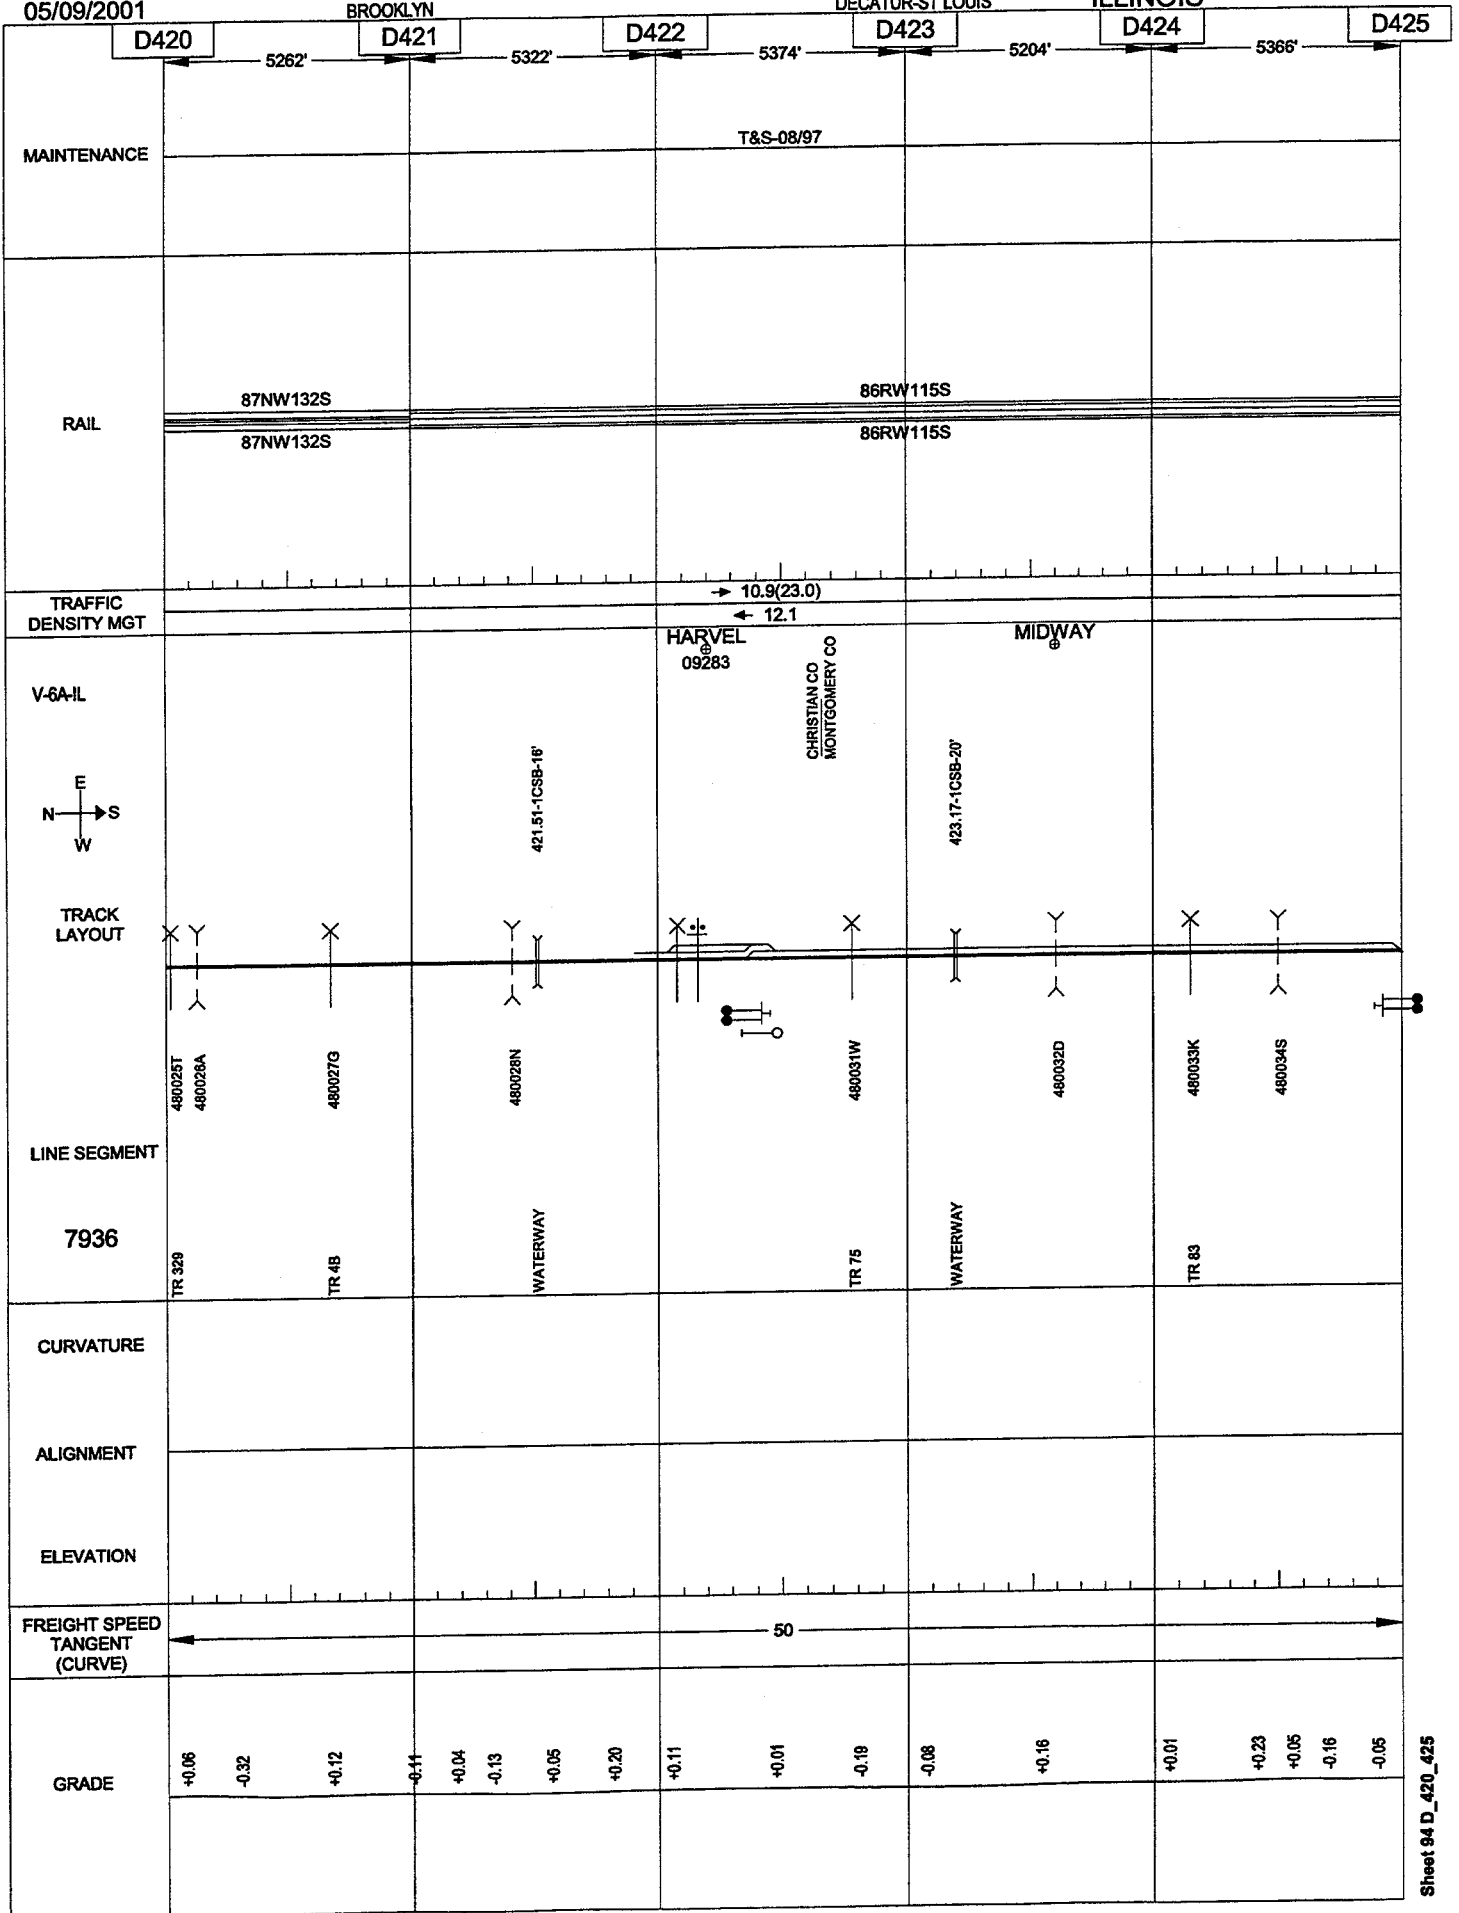 05/09/2001
BROOKLYN
DECATUR-ST LOUIS
ILLINOIS
D420
D421
D422
D423
D424
D425
5262'
5322'
5374'
5204'
5366'
MAINTENANCE
T&S-08/97
RAIL
87NW132S
86RW115S
87NW132S
86RW115S
TRAFFIC
DENSITY MGT
10.9(23.0)
12.1
HARVEL
09283
MIDWAY
CHRISTIAN CO
MONTGOMERY CO
V-6A-IL
E
N
S
W
421.51-1CSB-16'
423.17-1CSB-20'
TRACK
LAYOUT
480025T
480026A
480027G
480028N
480031W
480032D
480033K
480034S
LINE SEGMENT
7936
TR 329
TR 4B
WATERWAY
TR 75
WATERWAY
TR 83
CURVATURE
ALIGNMENT
ELEVATION
FREIGHT SPEED
TANGENT
(CURVE)
50
GRADE
+0.06
-0.32
+0.12
-0.11
+0.04
-0.13
+0.05
+0.20
+0.11
+0.01
-0.19
-0.08
+0.16
+0.01
+0.23
+0.05
-0.16
-0.05
Sheet 94 D_420_425